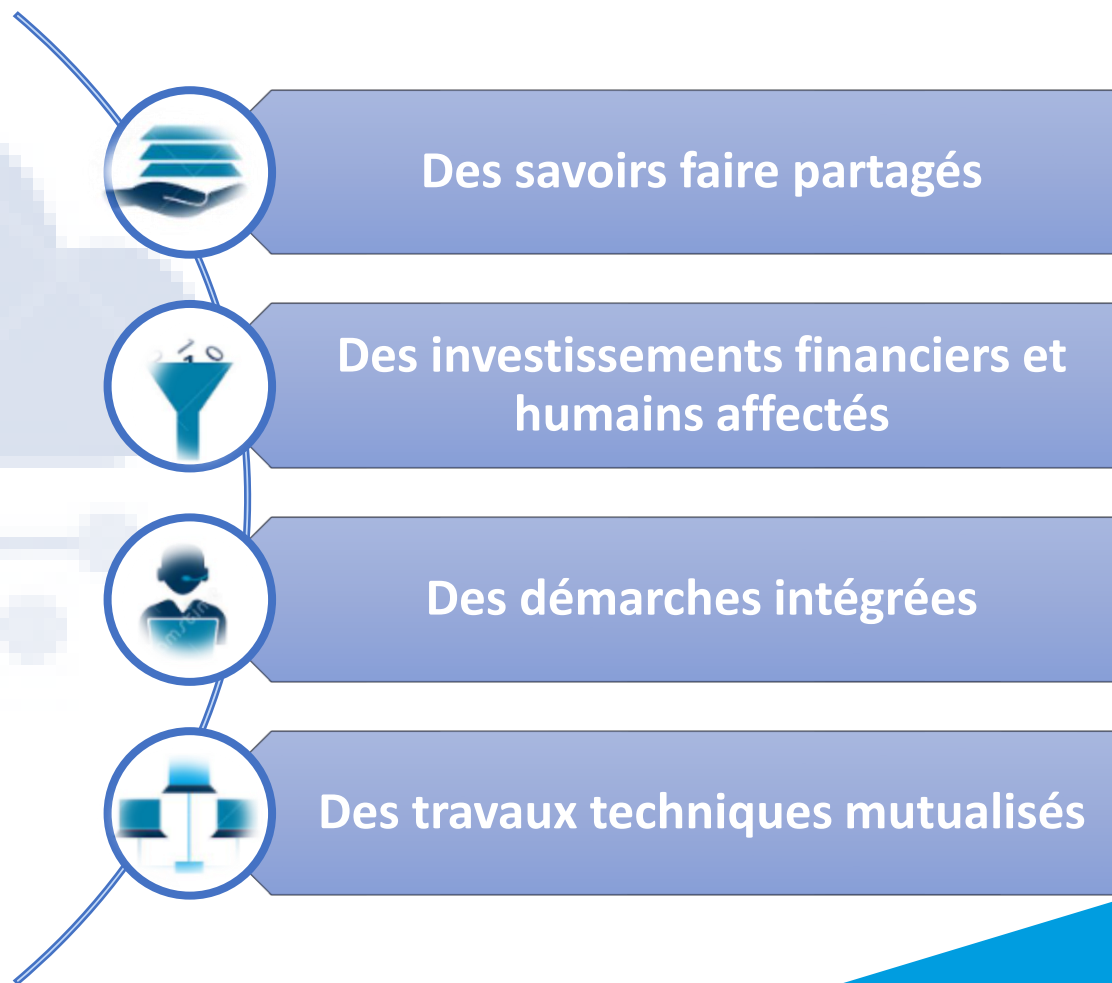 Des savoirs faire partagés
Des investissements financiers et
humains affectés
Des démarches intégrées
Des travaux techniques mutualisés